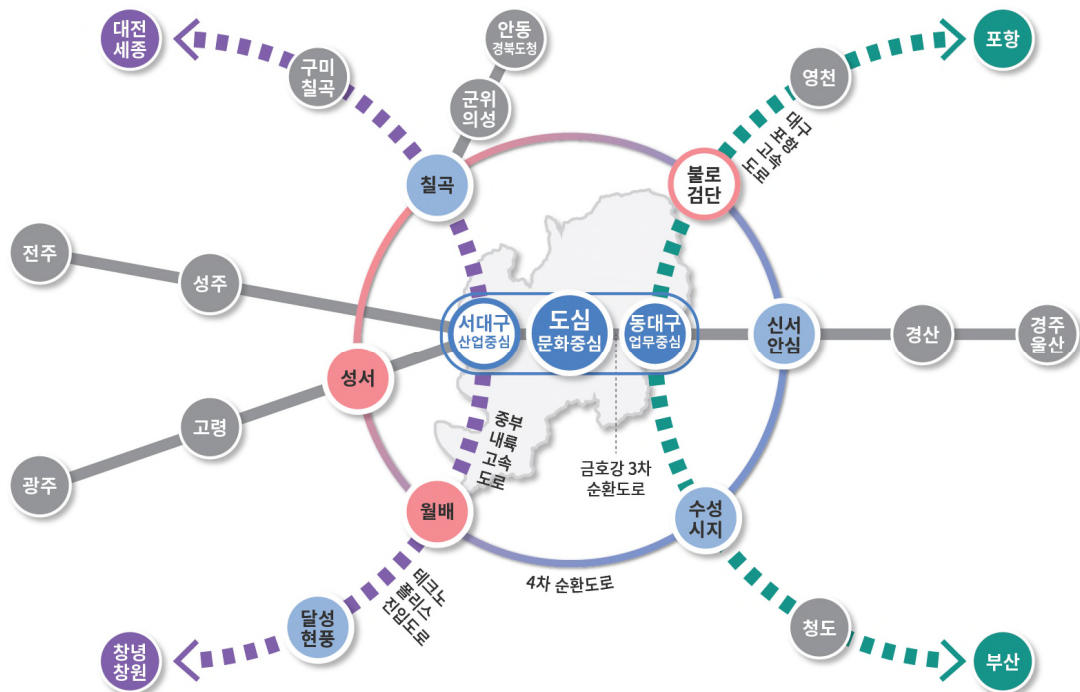 대전
세종
구미
칠곡
안동
경북도청
군위
의성
영천
포항
대구
포항
고속
도로
칠곡
불로
검단
전주
성주
서대구
산업중심
도심
문화중심
동대구
업무중심
신서
안심
경산
경주
울산
성서
고령
광주
중부
내륙
고속
도로
금호강 3차
순환도로
월배
수성
시지
4차 순환도로
테크노
폴리스
진입도로
달성
현풍
청도
창녕
창원
부산